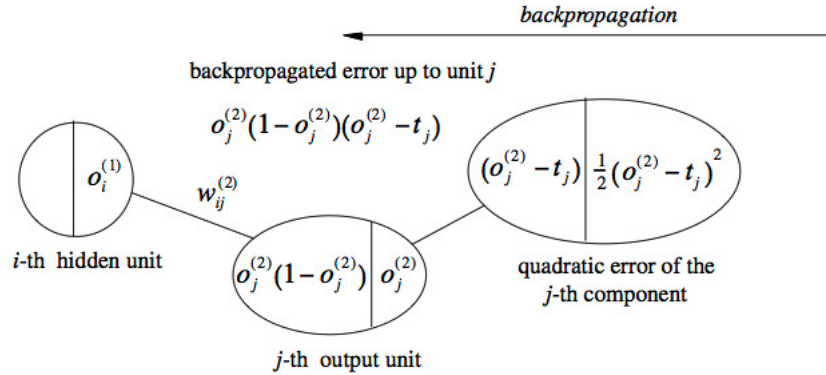 backpropagation
backpropagated error up to unit j
o_j^{(2)}(1−o_j^{(2)})(o_j^{(2)} −t_j)
o_i^{(1)}
w_{ij}^{(2)}
(o_j^{(2)} −t_j) ½(o_j^{(2)} −t_j)^2
i-th hidden unit
o_j^{(2)}(1−o_j^{(2)}) o_j^{(2)}
quadratic error of the
j-th component
j-th output unit